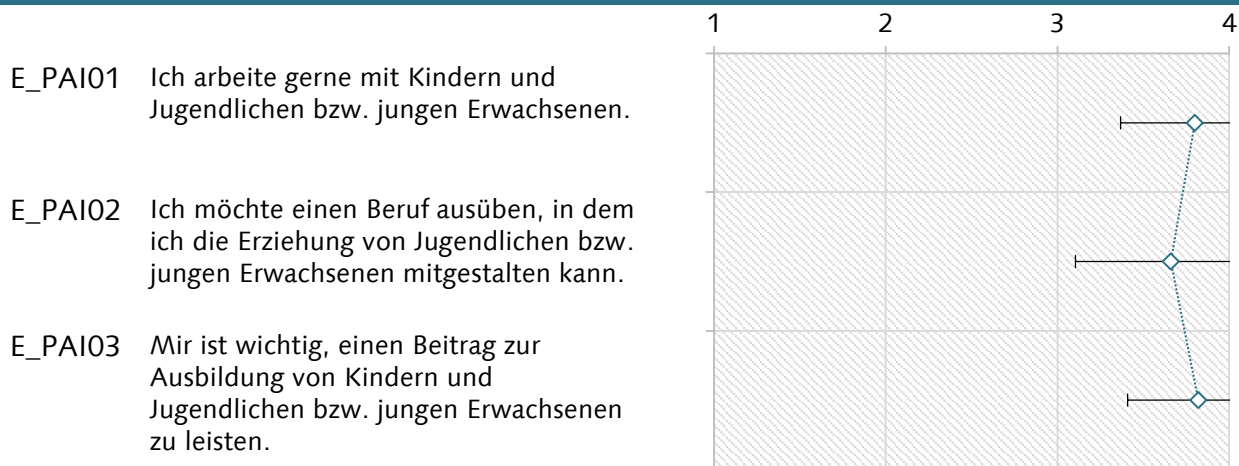 1 2 3 4
E_PAI01 Ich arbeite gerne mit Kindern und
Jugendlichen bzw. jungen Erwachsenen.
E_PAI02 Ich möchte einen Beruf ausüben, in dem
ich die Erziehung von Jugendlichen bzw.
jungen Erwachsenen mitgestalten kann.
E_PAI03 Mir ist wichtig, einen Beitrag zur
Ausbildung von Kindern und
Jugendlichen bzw. jungen Erwachsenen
zu leisten.